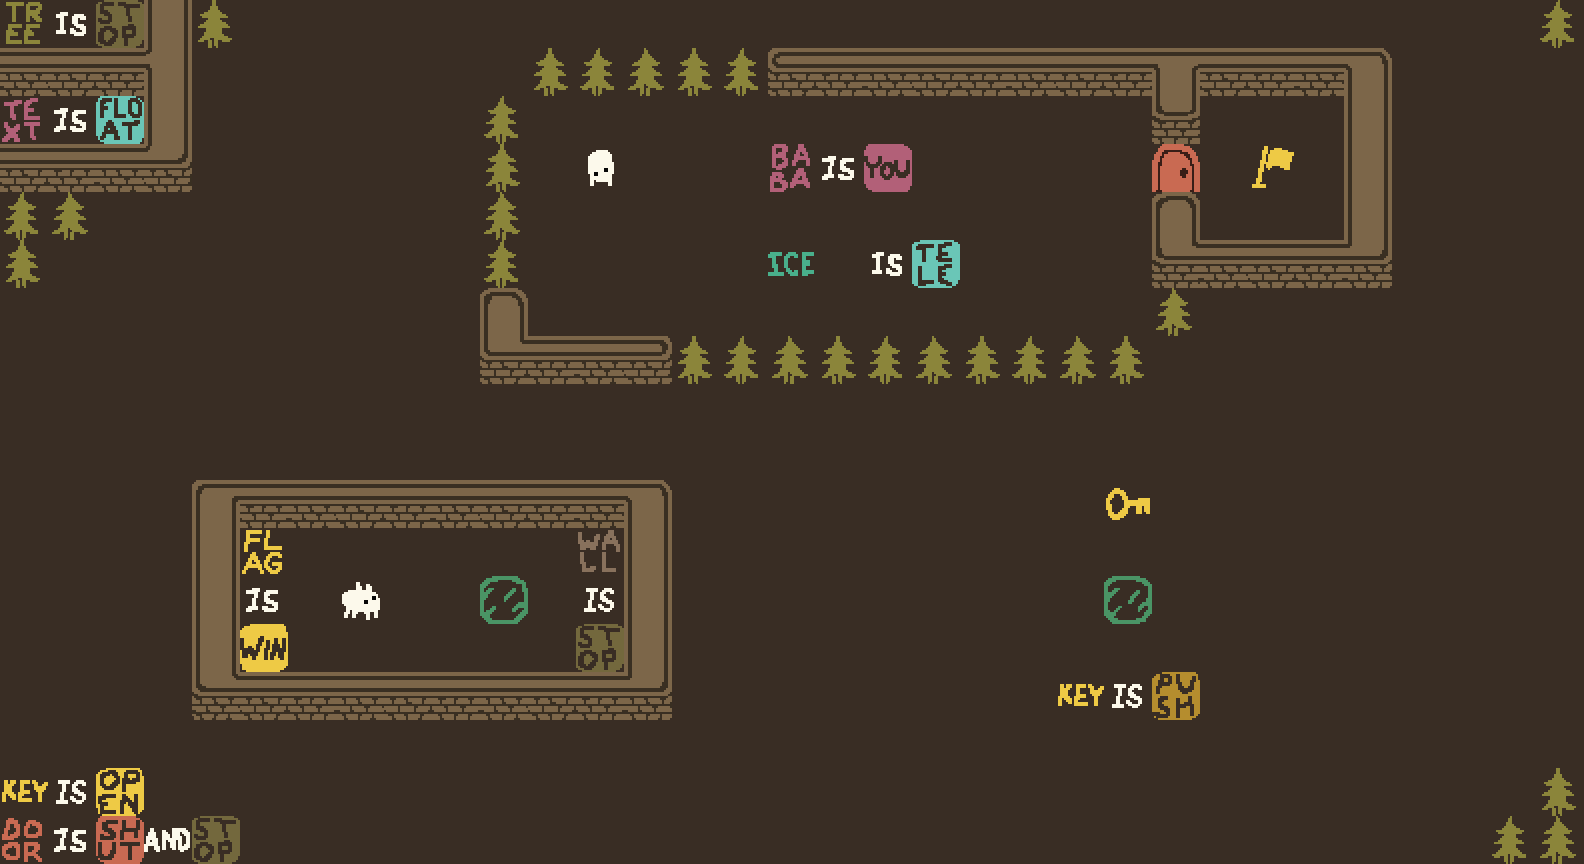 TREE IS STOP
TEXT IS FLOAT
BABA IS YOU
ICE IS TELE
FLAG IS WIN
WALL IS STOP
KEY IS PUSH
KEY IS OPEN
DOOR IS SHUT AND STOP